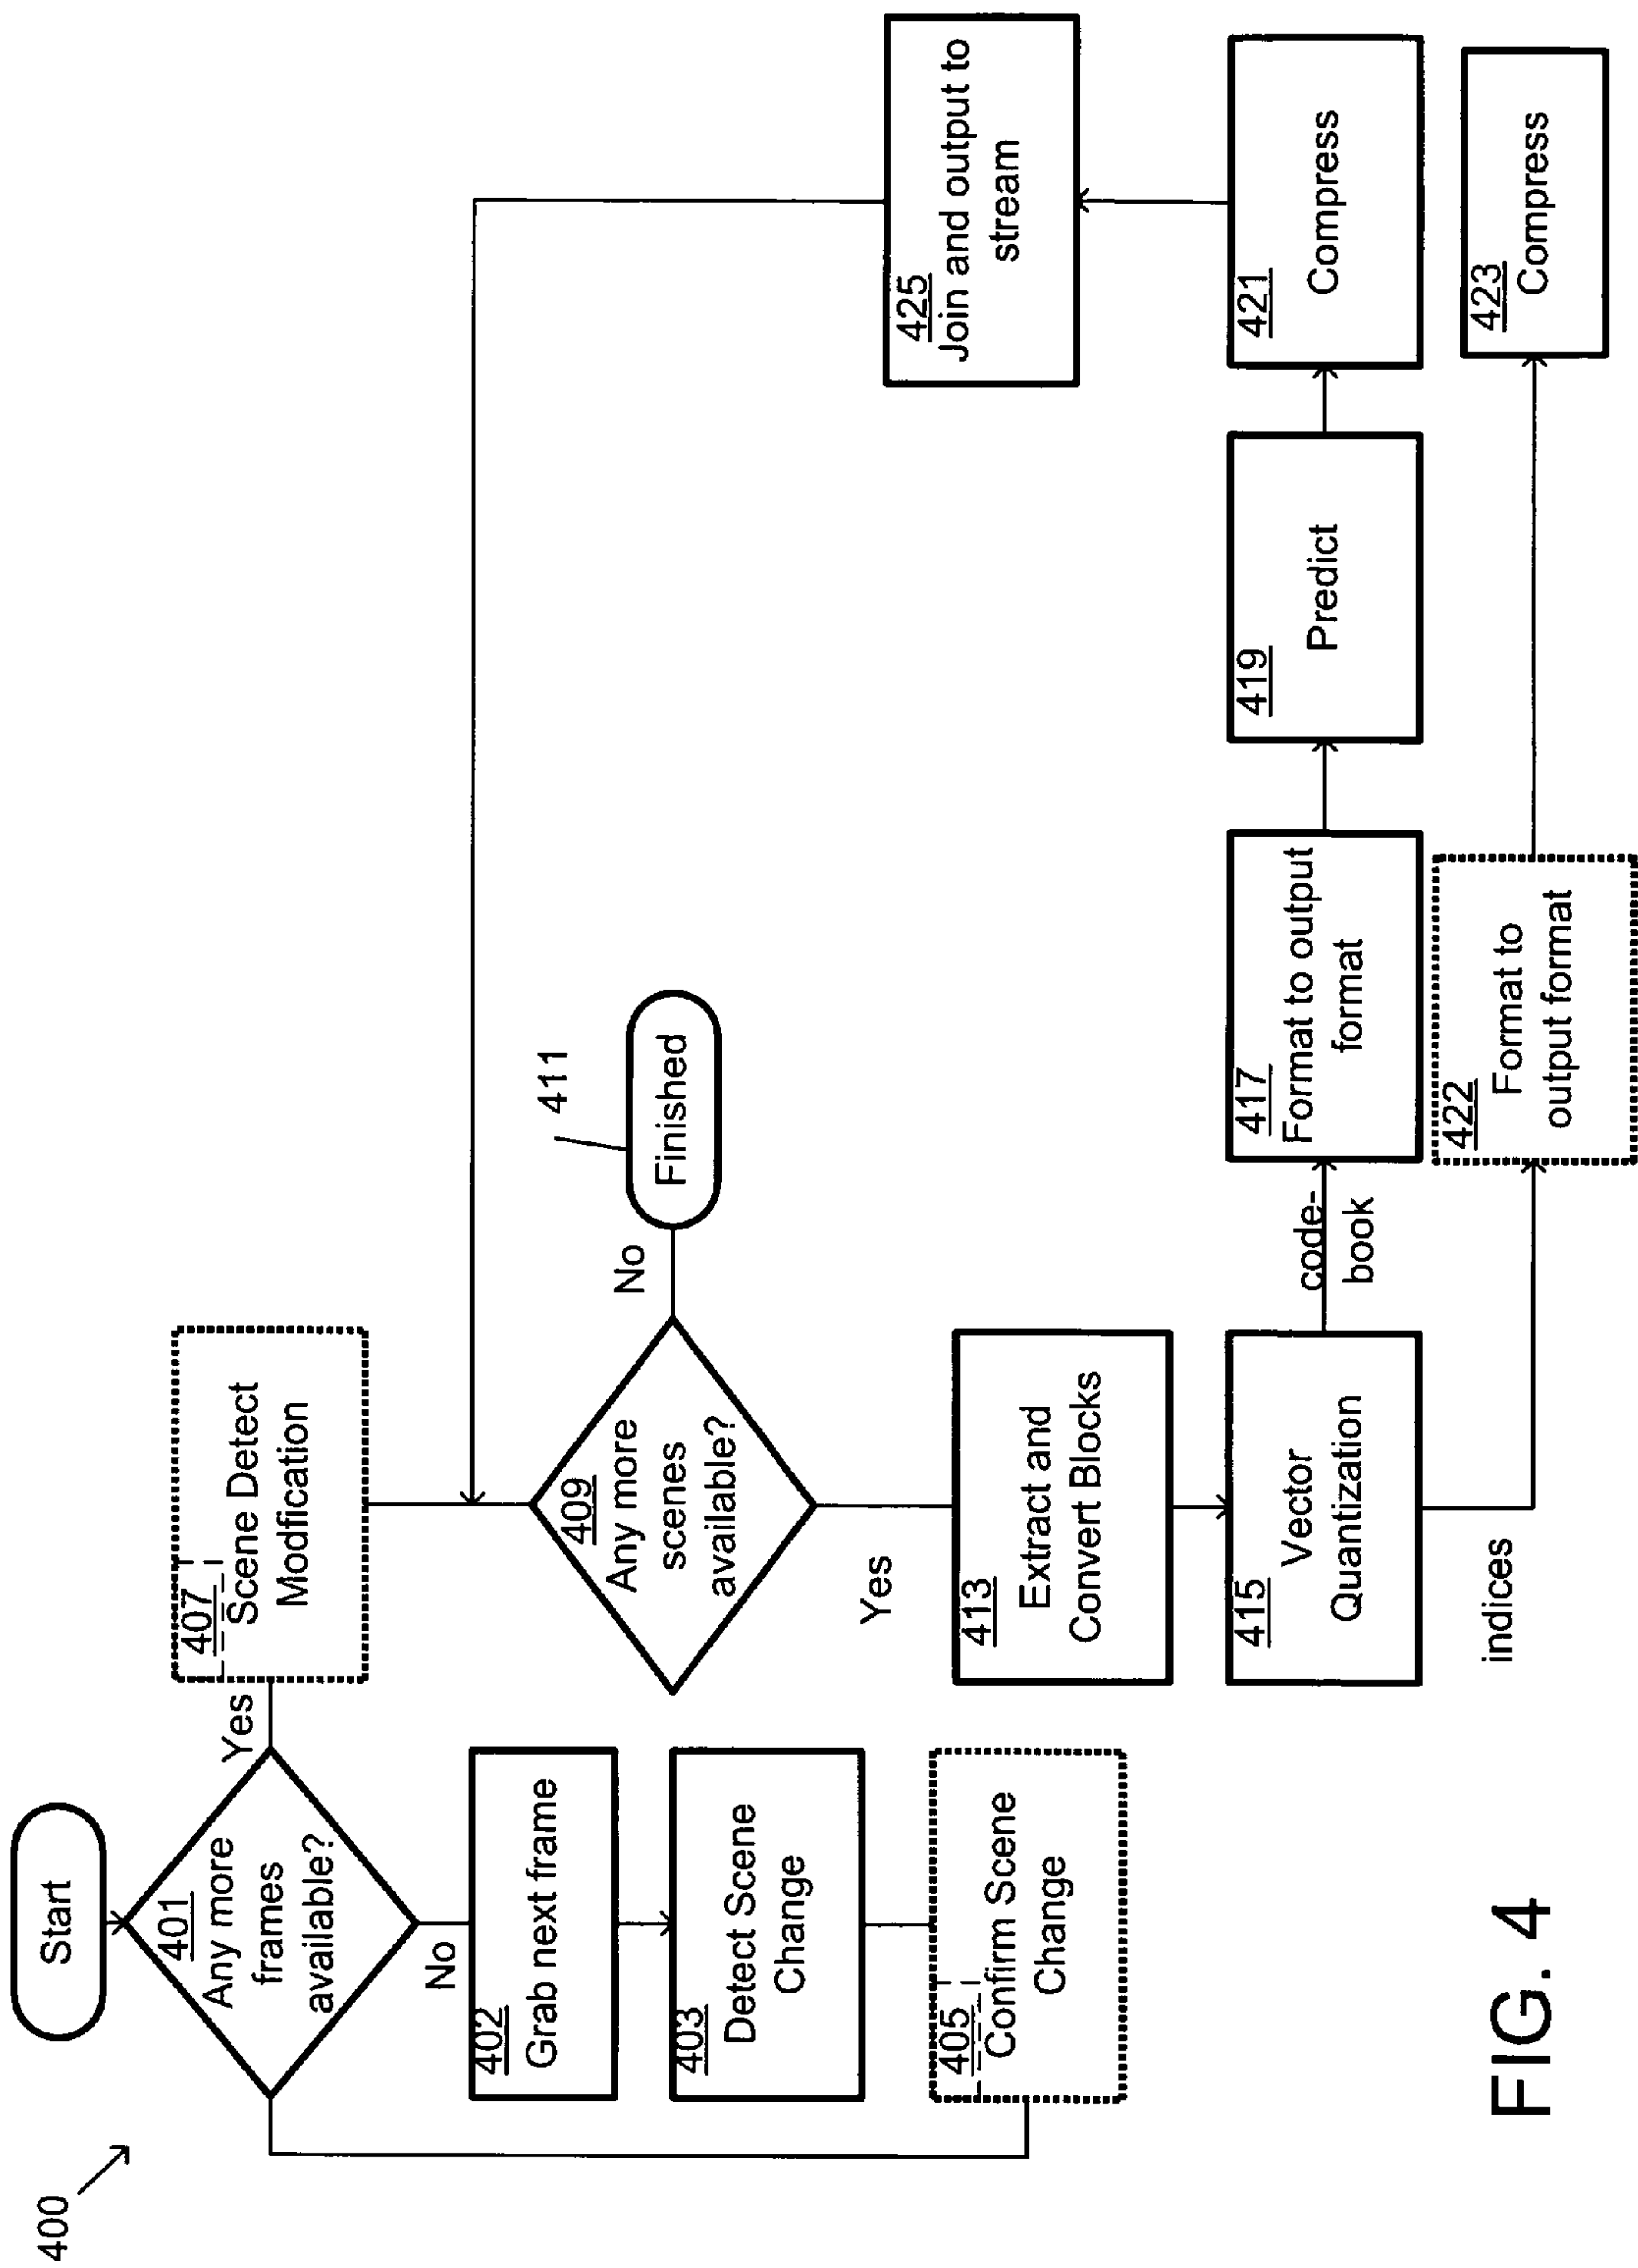 400
Start
401
Any more
frames
available?
Yes
No
402
Grab next frame
403
Detect Scene
Change
405
Confirm Scene
Change
407
Scene Detect
Modfication
409
Any more
scenes
available?
No
411
Finished
Yes
413
Extract and
Convert Blocks
415
Vector
Quantization
code-
book
indices
417
Format to output
format
419
Predict
421
Compress
422
Format to
output format
423
Compress
425
Join and output to
stream
FIG. 4